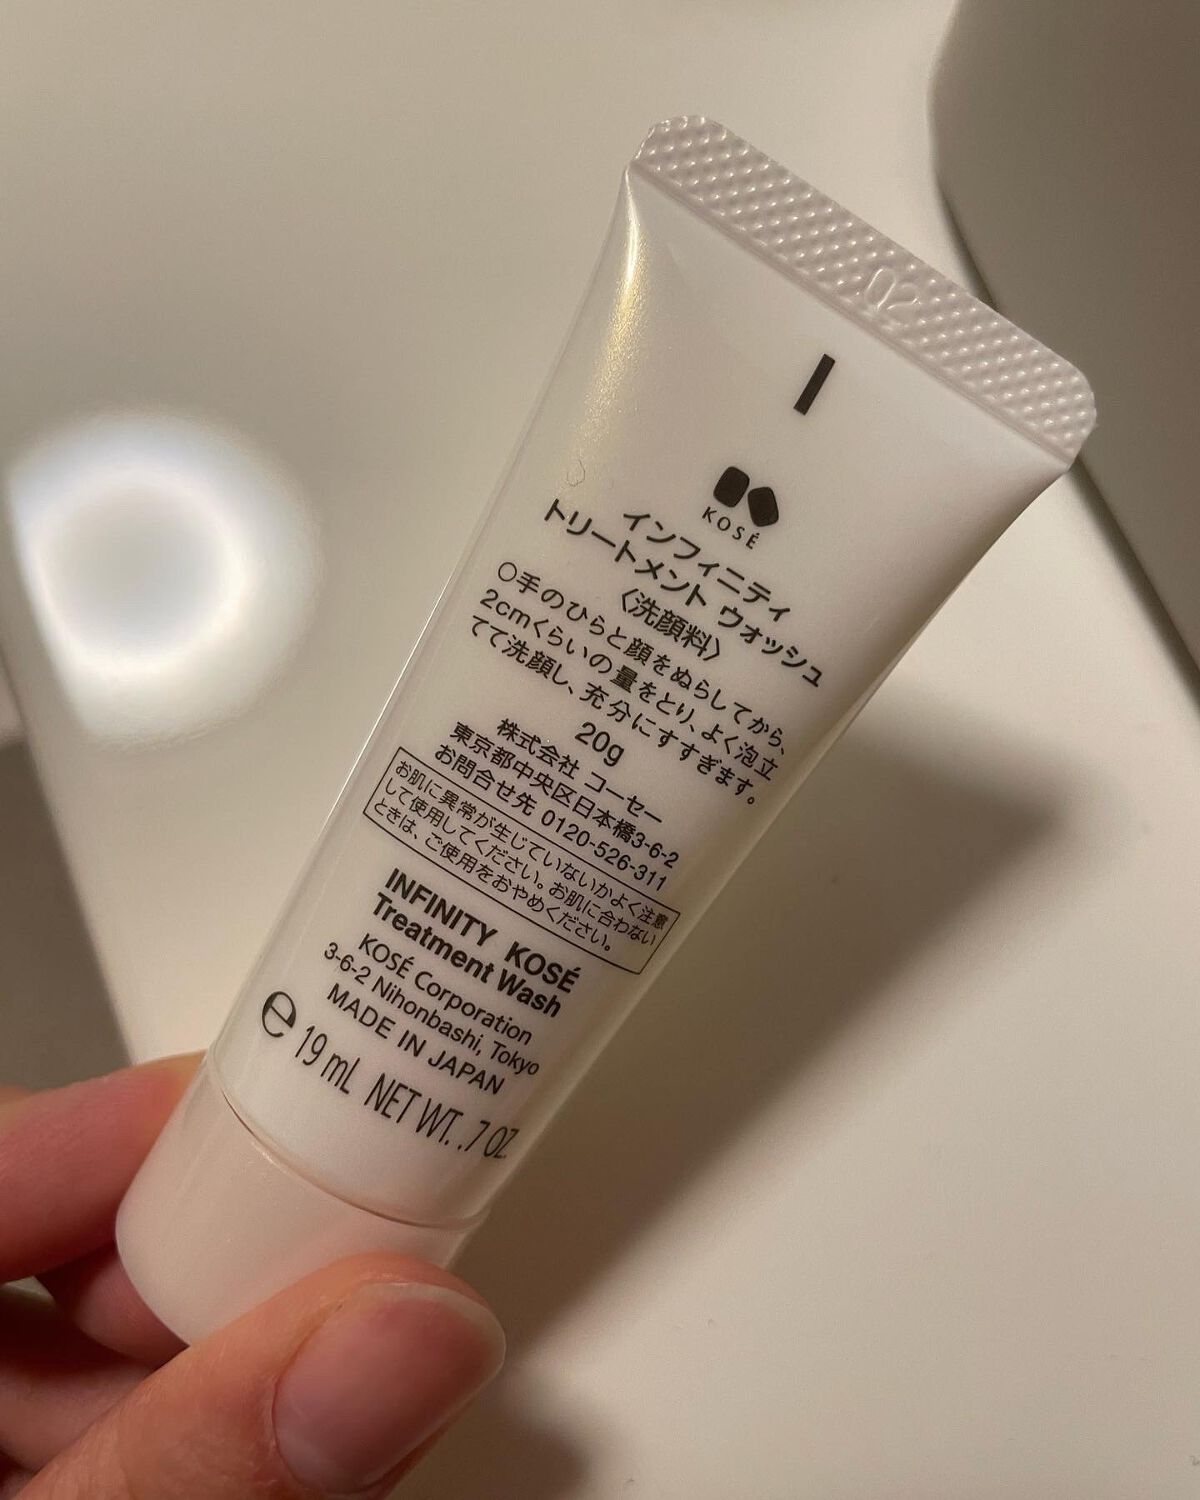 02
KOSÉ
インフィニティ
トリートメント ウォッシュ
〈洗顔料〉
○手のひらと顔をぬらしてから、
2cmくらいの量をとり、よく泡立
てて洗顔し、充分にすすぎます。
20g
株式会社 コーセー
東京都中央区日本橋3-6-2
お問合せ先 0120-526-311
お肌に異常が生じていないかよく注意
して使用してください。お肌に合わない
ときは、ご使用をおやめください。
INFINITY KOSÉ
Treatment Wash
KOSÉ Corporation
3-6-2 Nihonbashi, Tokyo
MADE IN JAPAN
℮ 19 mL NET WT. .7 OZ.